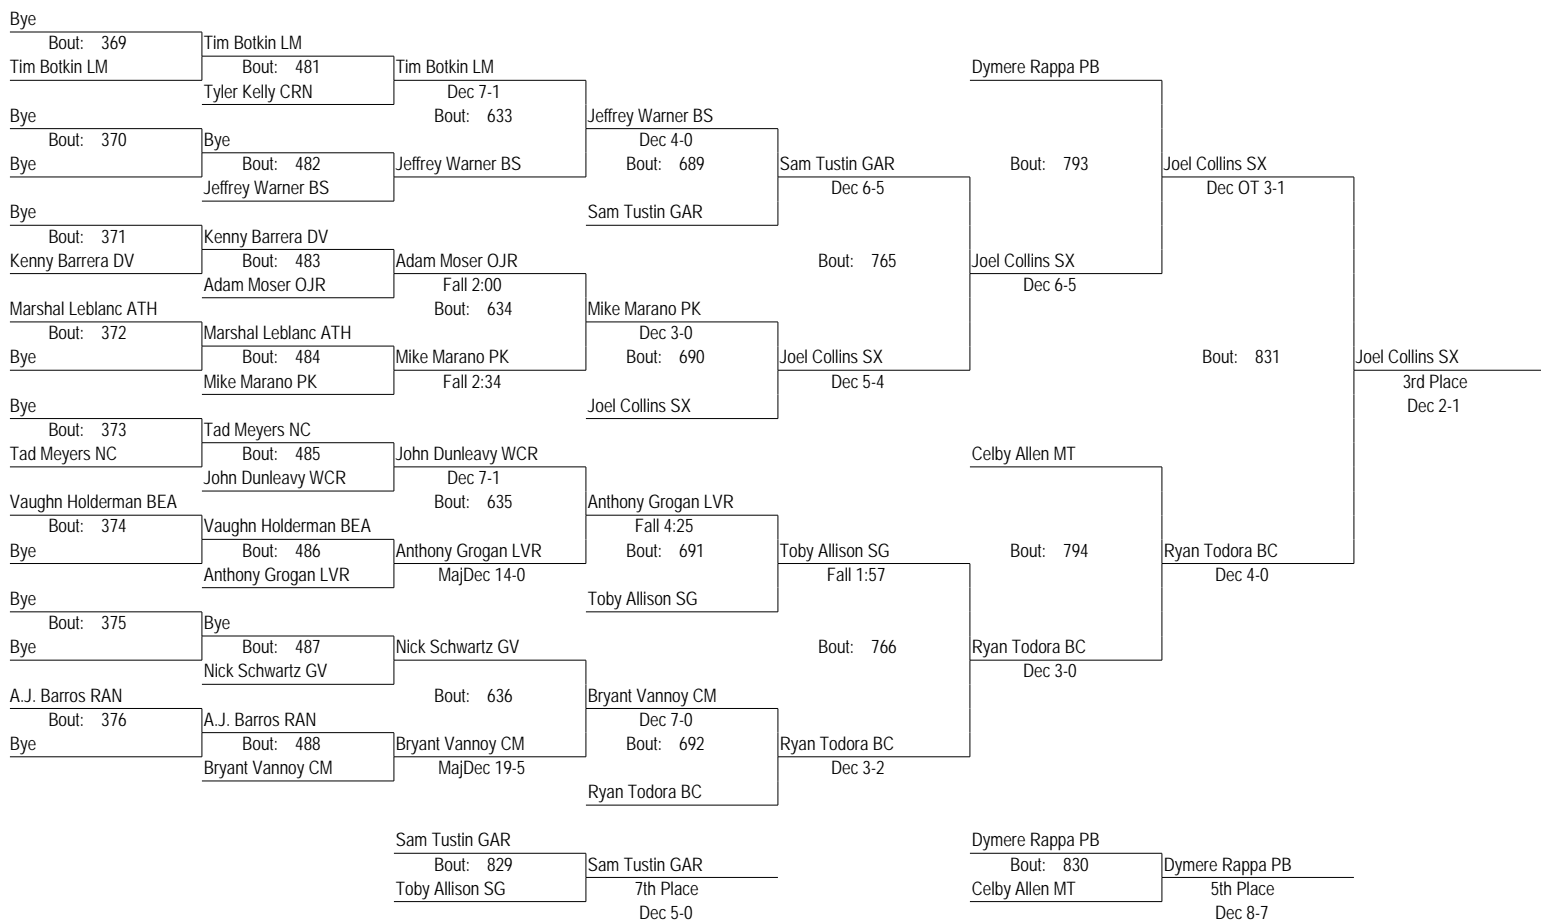 Bye
Bout: 369
Tim Botkin LM
Bye
Bout: 370
Bye
Bye
Bout: 371
Kenny Barrera DV
Marshal Leblanc ATH
Bout: 372
Bye
Bye
Bout: 373
Tad Meyers NC
Vaughn Holderman BEA
Bout: 374
Bye
Bye
Bout: 375
Bye
A.J. Barros RAN
Bout: 376
Bye
Tim Botkin LM
Bout: 481
Tyler Kelly CRN
Bye
Bout: 482
Jeffrey Warner BS
Kenny Barrera DV
Bout: 483
Adam Moser OJR
Marshal Leblanc ATH
Bout: 484
Mike Marano PK
Tad Meyers NC
Bout: 485
John Dunleavy WCR
Vaughn Holderman BEA
Bout: 486
Anthony Grogan LVR
Bye
Bout: 487
Nick Schwartz GV
A.J. Barros RAN
Bout: 488
Bryant Vannoy CM
Tim Botkin LM
Dec 7-1
Bout: 633
Jeffrey Warner BS
Adam Moser OJR
Fall 2:00
Bout: 634
Mike Marano PK
Fall 2:34
John Dunleavy WCR
Dec 7-1
Bout: 635
Anthony Grogan LVR
MajDec 14-0
Nick Schwartz GV
Bout: 636
Bryant Vannoy CM
MajDec 19-5
Jeffrey Warner BS
Dec 4-0
Bout: 689
Sam Tustin GAR
Mike Marano PK
Dec 3-0
Bout: 690
Joel Collins SX
Anthony Grogan LVR
Fall 4:25
Bout: 691
Toby Allison SG
Bryant Vannoy CM
Dec 7-0
Bout: 692
Ryan Todora BC
Sam Tustin GAR
Dec 6-5
Bout: 765
Joel Collins SX
Dec 5-4
Toby Allison SG
Fall 1:57
Bout: 766
Ryan Todora BC
Dec 3-2
Dymere Rappa PB
Bout: 793
Joel Collins SX
Dec 6-5
Celby Allen MT
Bout: 794
Ryan Todora BC
Dec 3-0
Joel Collins SX
Dec OT 3-1
Bout: 831
Ryan Todora BC
Dec 4-0
Joel Collins SX
3rd Place
Dec 2-1
Sam Tustin GAR
Bout: 829
Toby Allison SG
Sam Tustin GAR
7th Place
Dec 5-0
Dymere Rappa PB
Bout: 830
Celby Allen MT
Dymere Rappa PB
5th Place
Dec 8-7